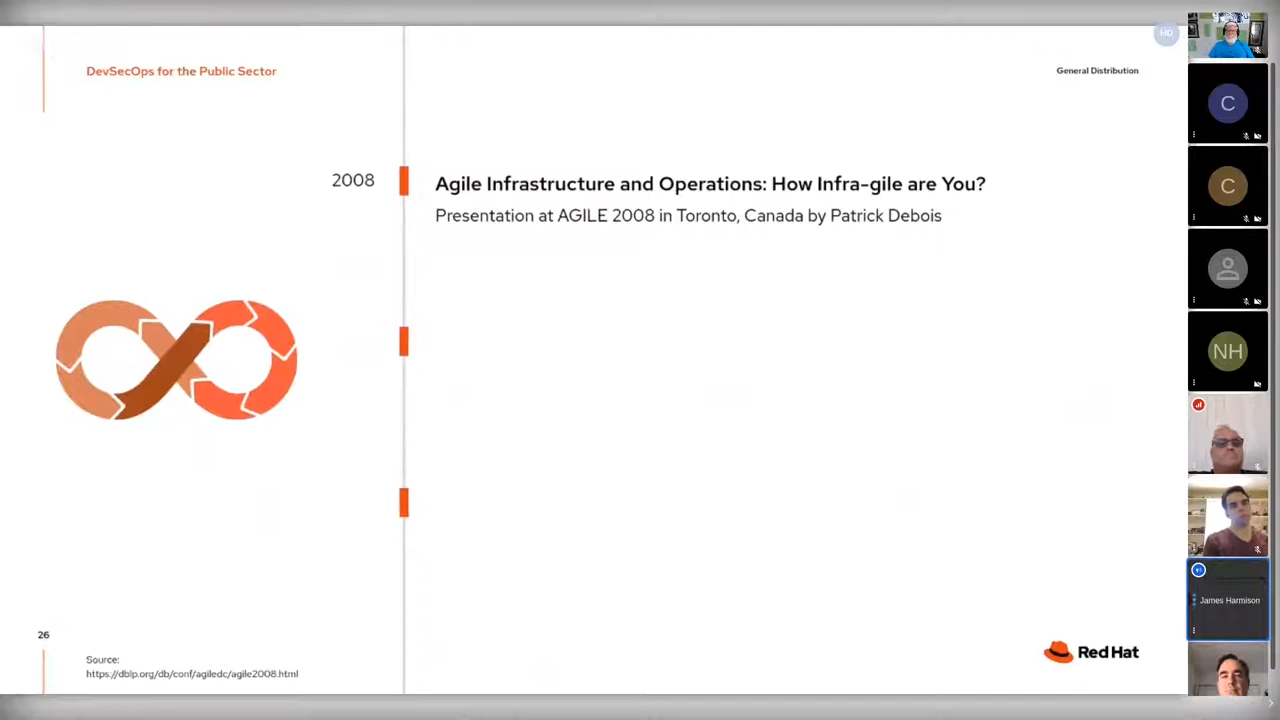 DevSecOps for the Public Sector
General Distribution
HD
2008
Agile Infrastructure and Operations: How Infra-gile are You?
Presentation at AGILE 2008 in Toronto, Canada by Patrick Debois
26
Source:
https://dblp.org/db/conf/agiledc/agile2008.html
Red Hat
C
C
NH
James Harmison